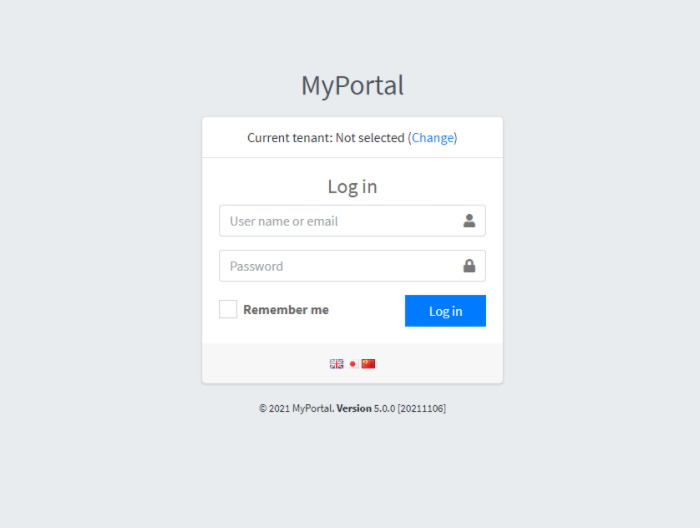 MyPortal
Current tenant: Not selected (Change)
Log in
User name or email
Password
Remember me
Log in
© 2021 MyPortal. Version 5.0.0 [20211106]